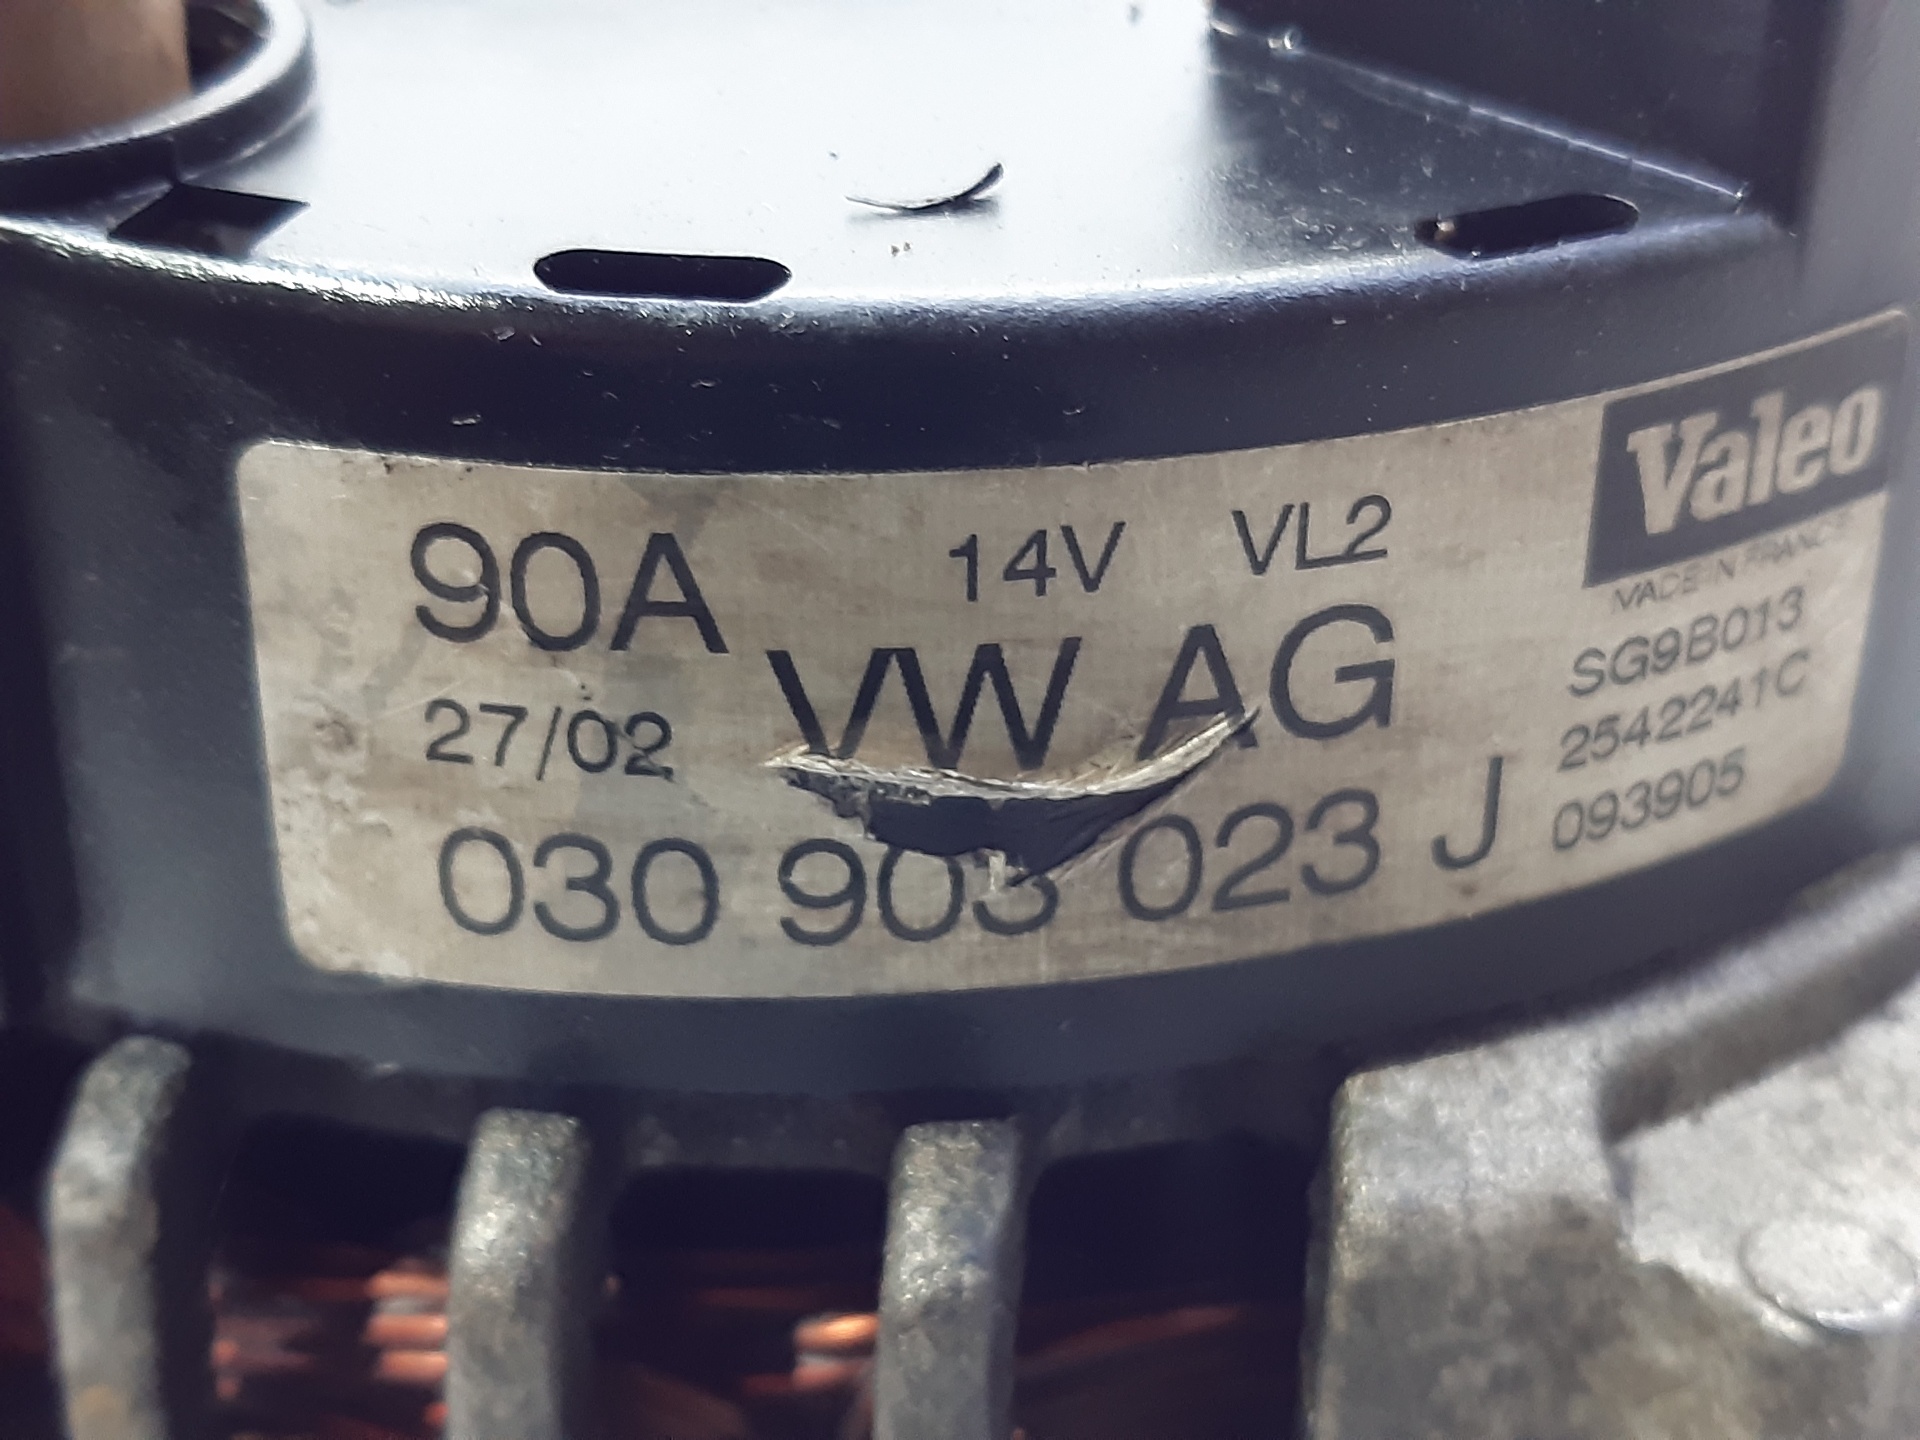 90A 14V VL2
Valeo
MADE IN FRANCE
VW AG
SG9B013
27/02
2542241C
030 903 023 J
093905